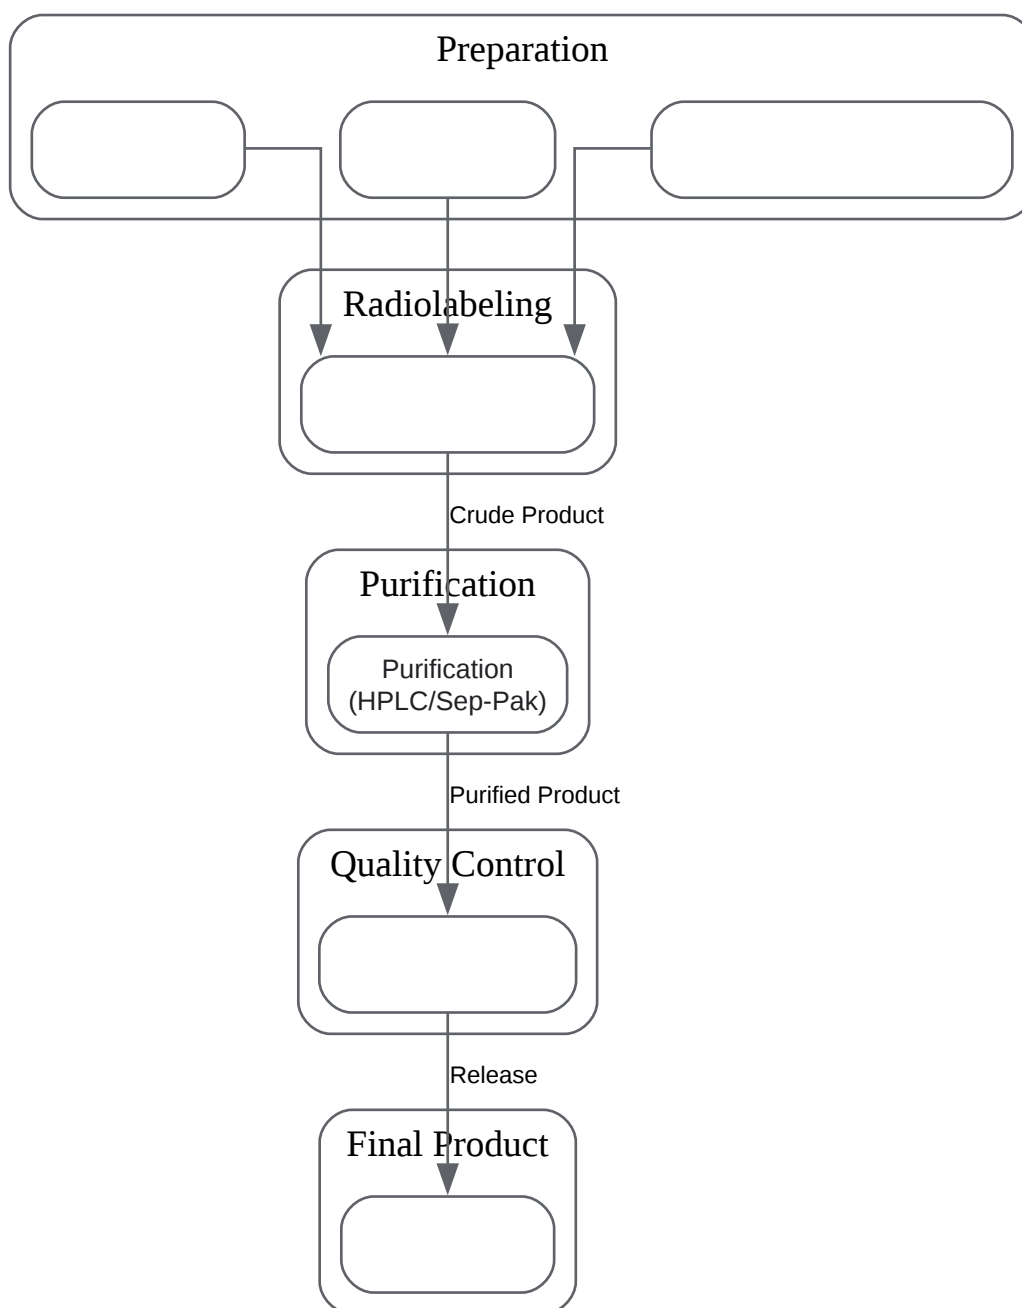 Preparation
Radiolabeling
Crude Product
Purification
Purification
(HPLC/Sep-Pak)
Purified Product
Quality Control
Release
Final Product